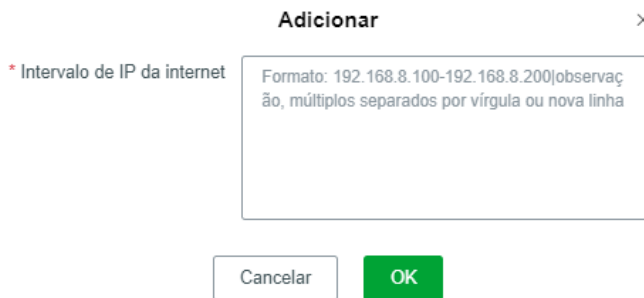 Adicionar
* Intervalo de IP da internet
Formato: 192.168.8.100-192.168.8.200|observaç
ão, múltiplos separados por vírgula ou nova linha
Cancelar
OK